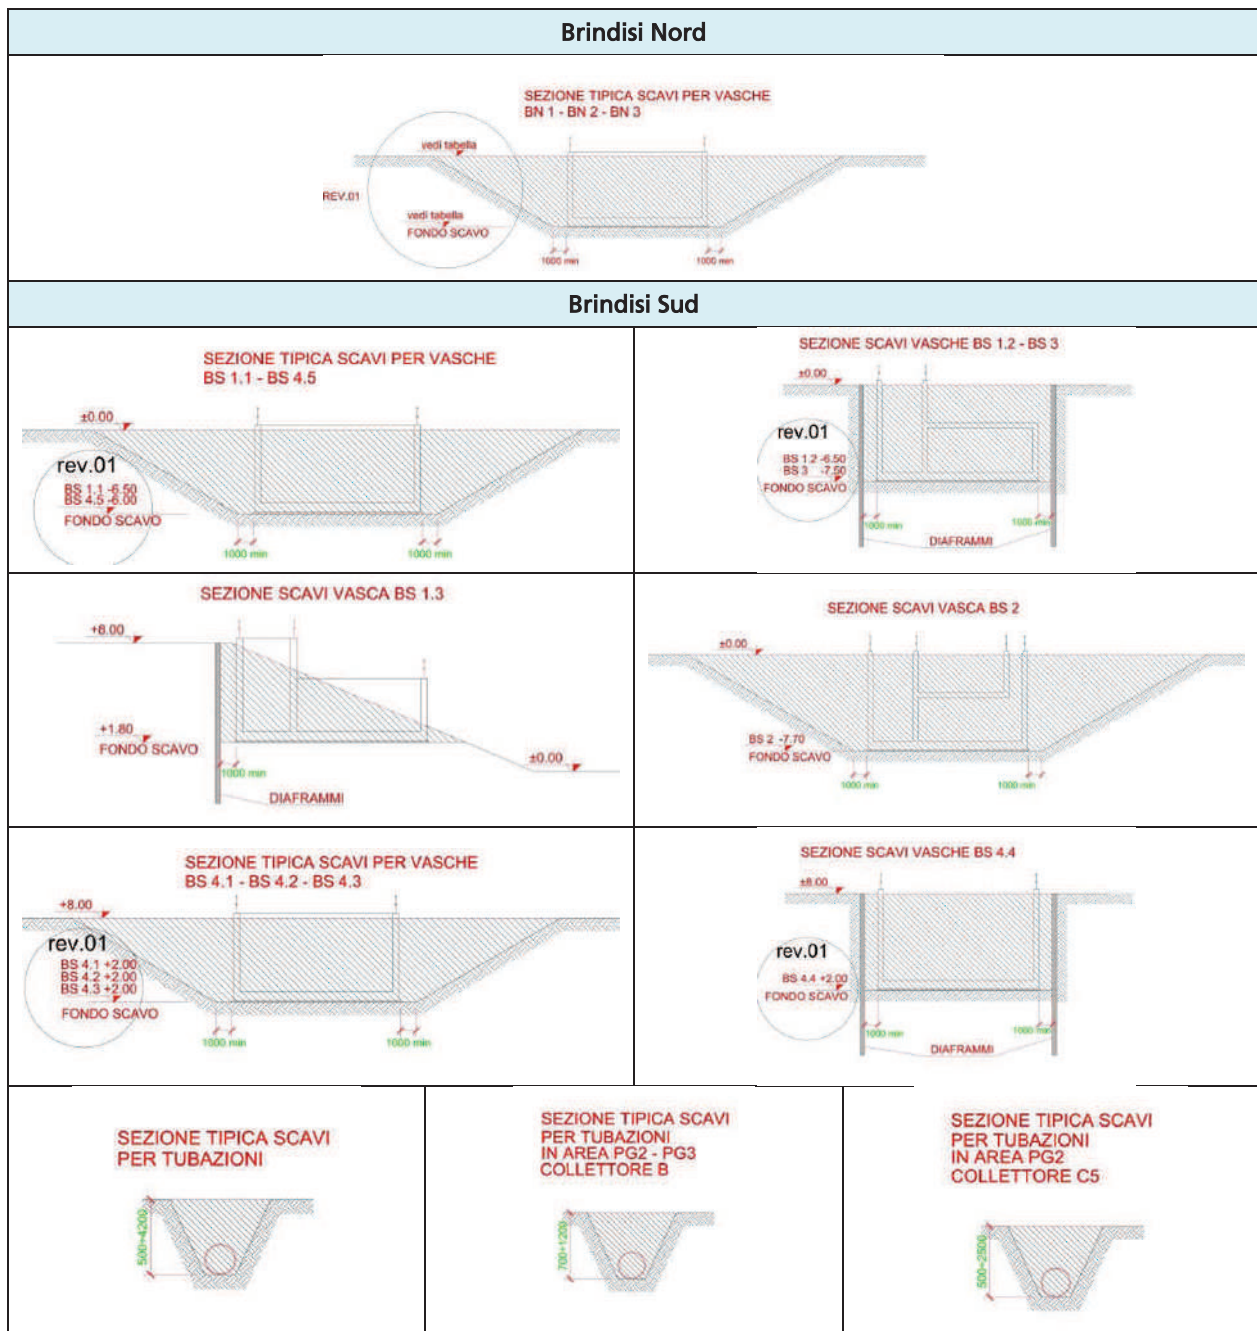 Brindisi Nord
SEZIONE TIPICA SCAVI PER VASCHE
BN 1 - BN 2 - BN 3
vedi tabella
REV.01
vedi tabella
FONDO SCAVO
1000 min
1000 min
Brindisi Sud
SEZIONE TIPICA SCAVI PER VASCHE
BS 1.1 - BS 4.5
±0.00
rev.01
BS 1.1 -6.50
BS 4.5 -6.00
FONDO SCAVO
1000 min
1000 min
SEZIONE SCAVI VASCHE BS 1.2 - BS 3
±0.00
rev.01
BS 1.2 -6.50
BS 3 -7.50
FONDO SCAVO
1000 min
1000 min
DIAFRAMMI
SEZIONE SCAVI VASCA BS 1.3
+8.00
+1.80
FONDO SCAVO
±0.00
1000 min
DIAFRAMMI
SEZIONE SCAVI VASCA BS 2
±0.00
BS 2 -7.70
FONDO SCAVO
1000 min
1000 min
SEZIONE TIPICA SCAVI PER VASCHE
BS 4.1 - BS 4.2 - BS 4.3
+8.00
rev.01
BS 4.1 +2.00
BS 4.2 +2.00
BS 4.3 +2.00
FONDO SCAVO
1000 min
1000 min
SEZIONE SCAVI VASCHE BS 4.4
±8.00
rev.01
BS 4.4 +2.00
FONDO SCAVO
1000 min
1000 min
DIAFRAMMI
SEZIONE TIPICA SCAVI
PER TUBAZIONI
500÷4200
SEZIONE TIPICA SCAVI
PER TUBAZIONI
IN AREA PG2 - PG3
COLLETTORE B
700÷1200
SEZIONE TIPICA SCAVI
PER TUBAZIONI
IN AREA PG2
COLLETTORE C5
500÷2500